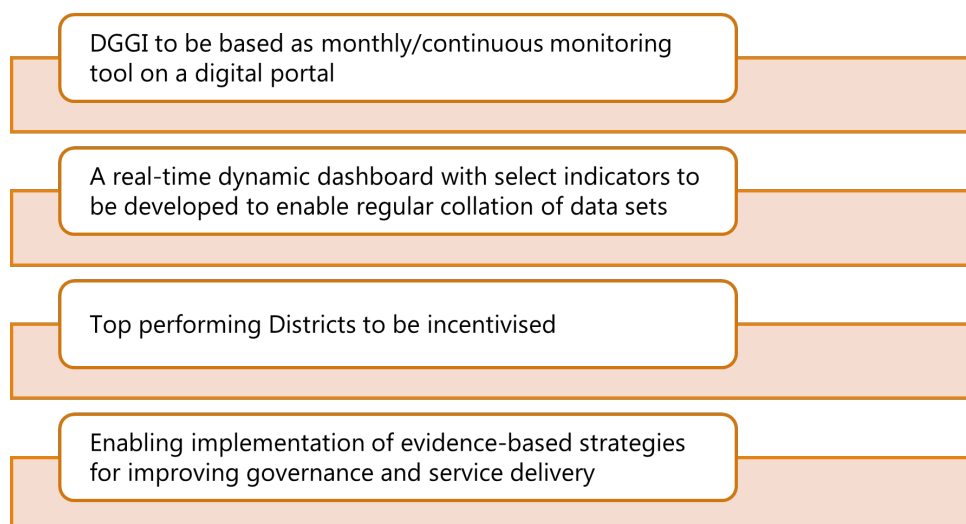 DGGI to be based as monthly/continuous monitoring
tool on a digital portal
A real-time dynamic dashboard with select indicators to
be developed to enable regular collation of data sets
Top performing Districts to be incentivised
Enabling implementation of evidence-based strategies
for improving governance and service delivery